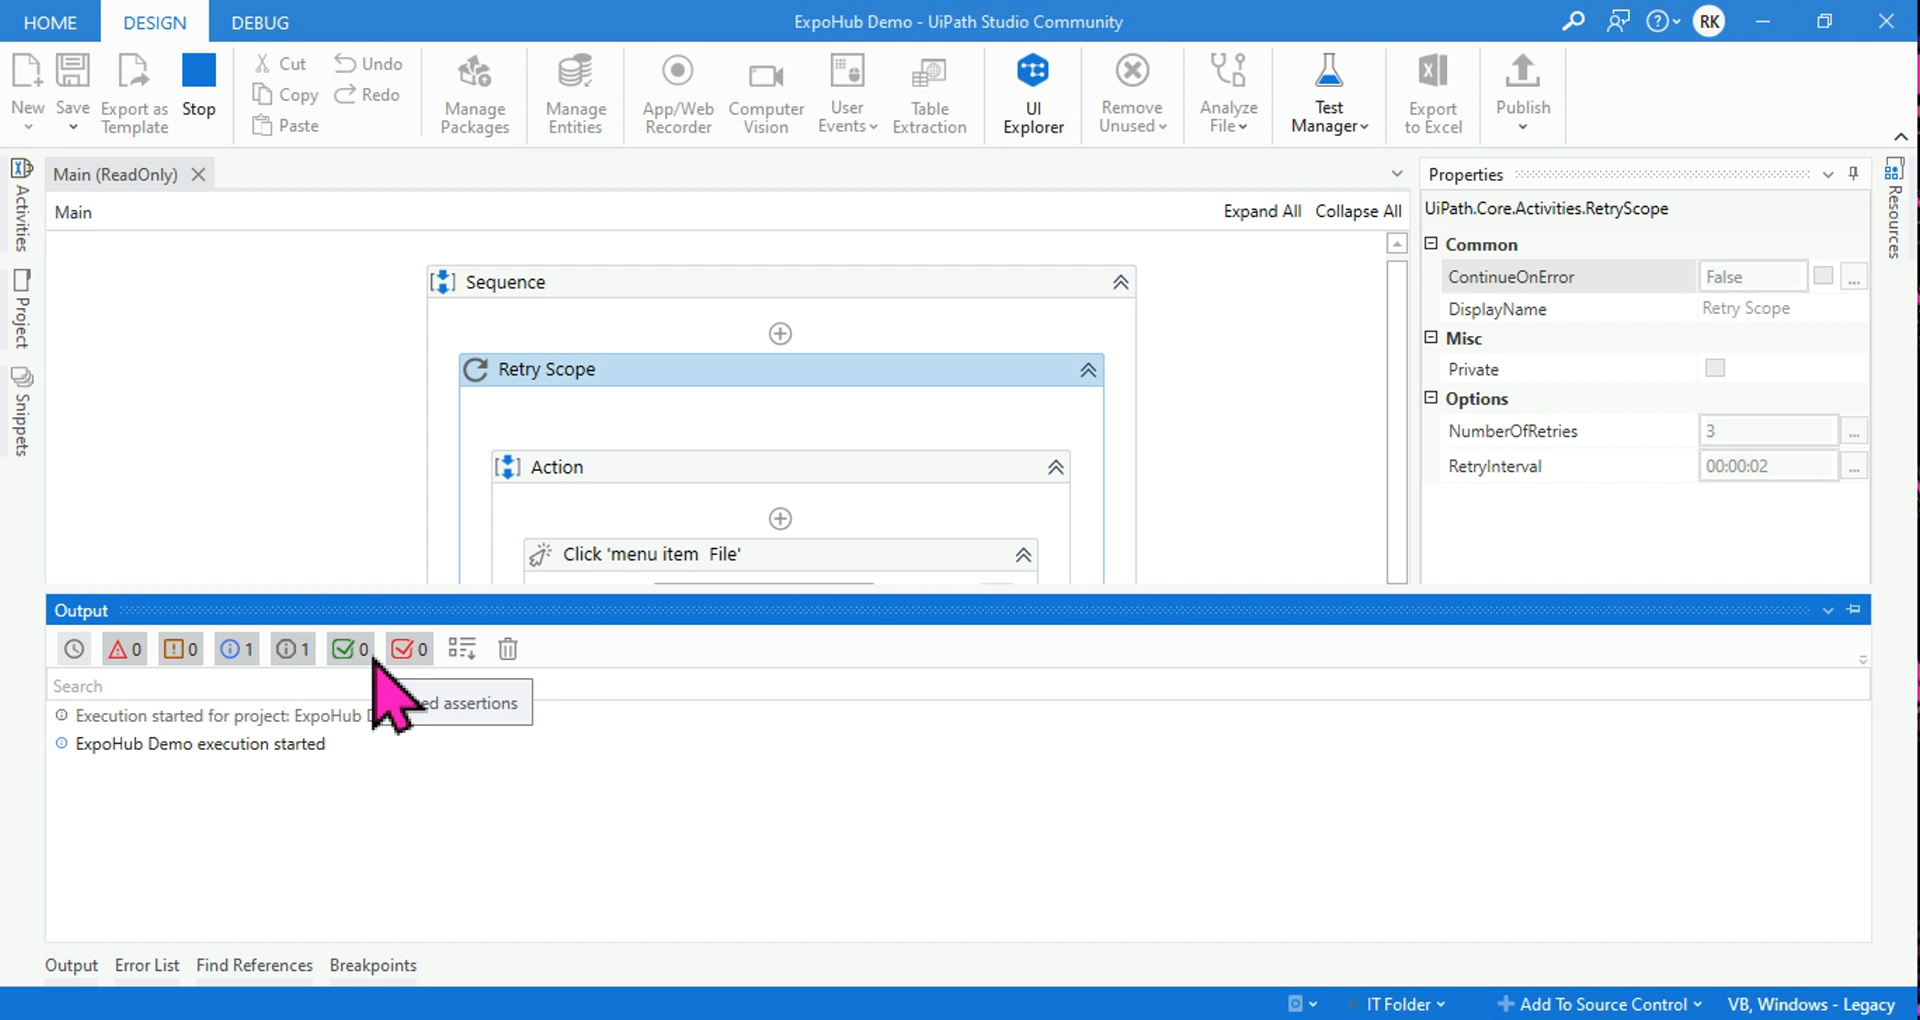 HOME DESIGN DEBUG ExpoHub Demo - UiPath Studio Community RK
New Save Export as Template Stop Cut Copy Paste Undo Redo Manage Packages Manage Entities App/Web Recorder Computer Vision User Events Table Extraction UI Explorer Remove Unused Analyze File Test Manager Export to Excel Publish
Activities
Project
Snippets
Main (ReadOnly)
Main Expand All Collapse All
Sequence
Retry Scope
Action
Click 'menu item File'
Properties
UiPath.Core.Activities.RetryScope
Common
ContinueOnError False ...
DisplayName Retry Scope
Misc
Private
Options
NumberOfRetries 3 ...
RetryInterval 00:00:02 ...
Resources
Output
0 0 1 1 0 0
Search
assertions
Execution started for project: ExpoHub
ExpoHub Demo execution started
Output Error List Find References Breakpoints
IT Folder Add To Source Control VB, Windows - Legacy